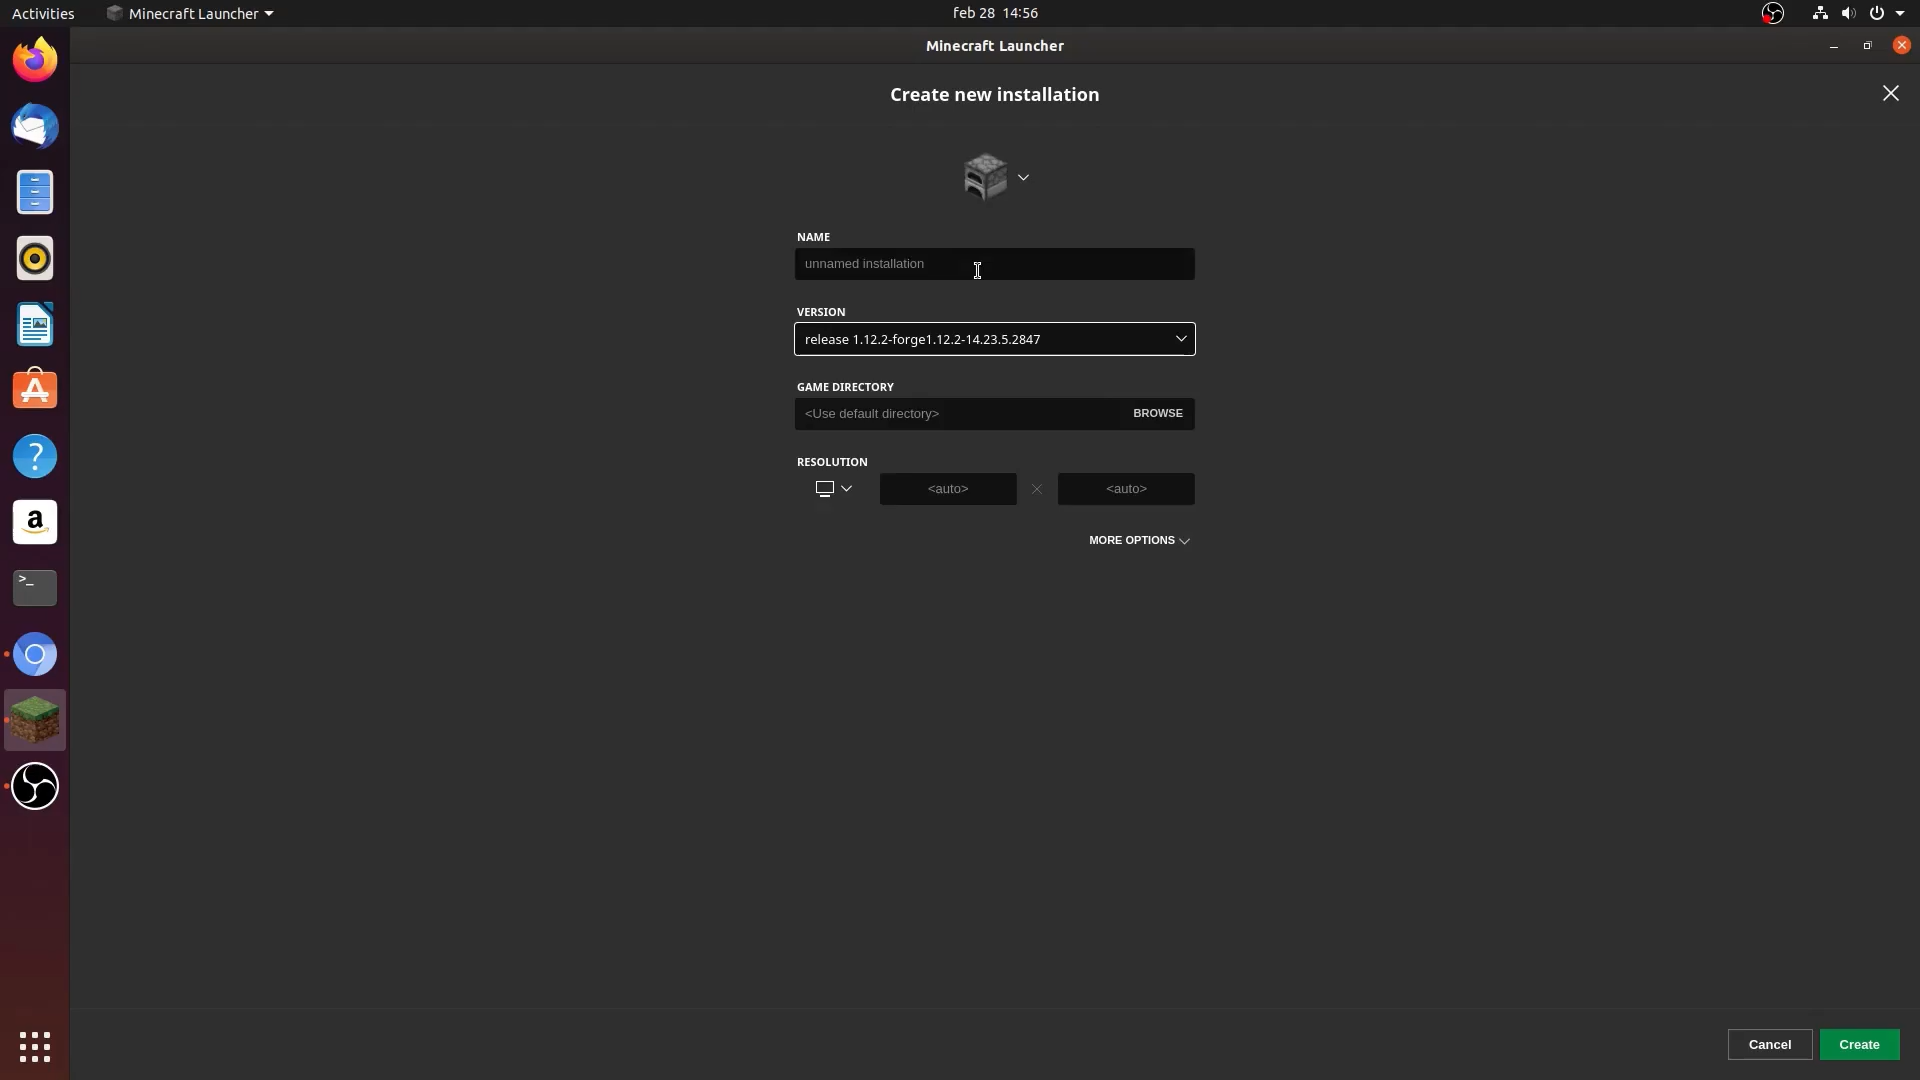 Activities
Minecraft Launcher
feb 28 14:56
Minecraft Launcher
Create new installation
NAME
unnamed installation
VERSION
release 1.12.2-forge1.12.2-14.23.5.2847
GAME DIRECTORY
<Use default directory>
BROWSE
RESOLUTION
<auto>
<auto>
MORE OPTIONS
Cancel
Create